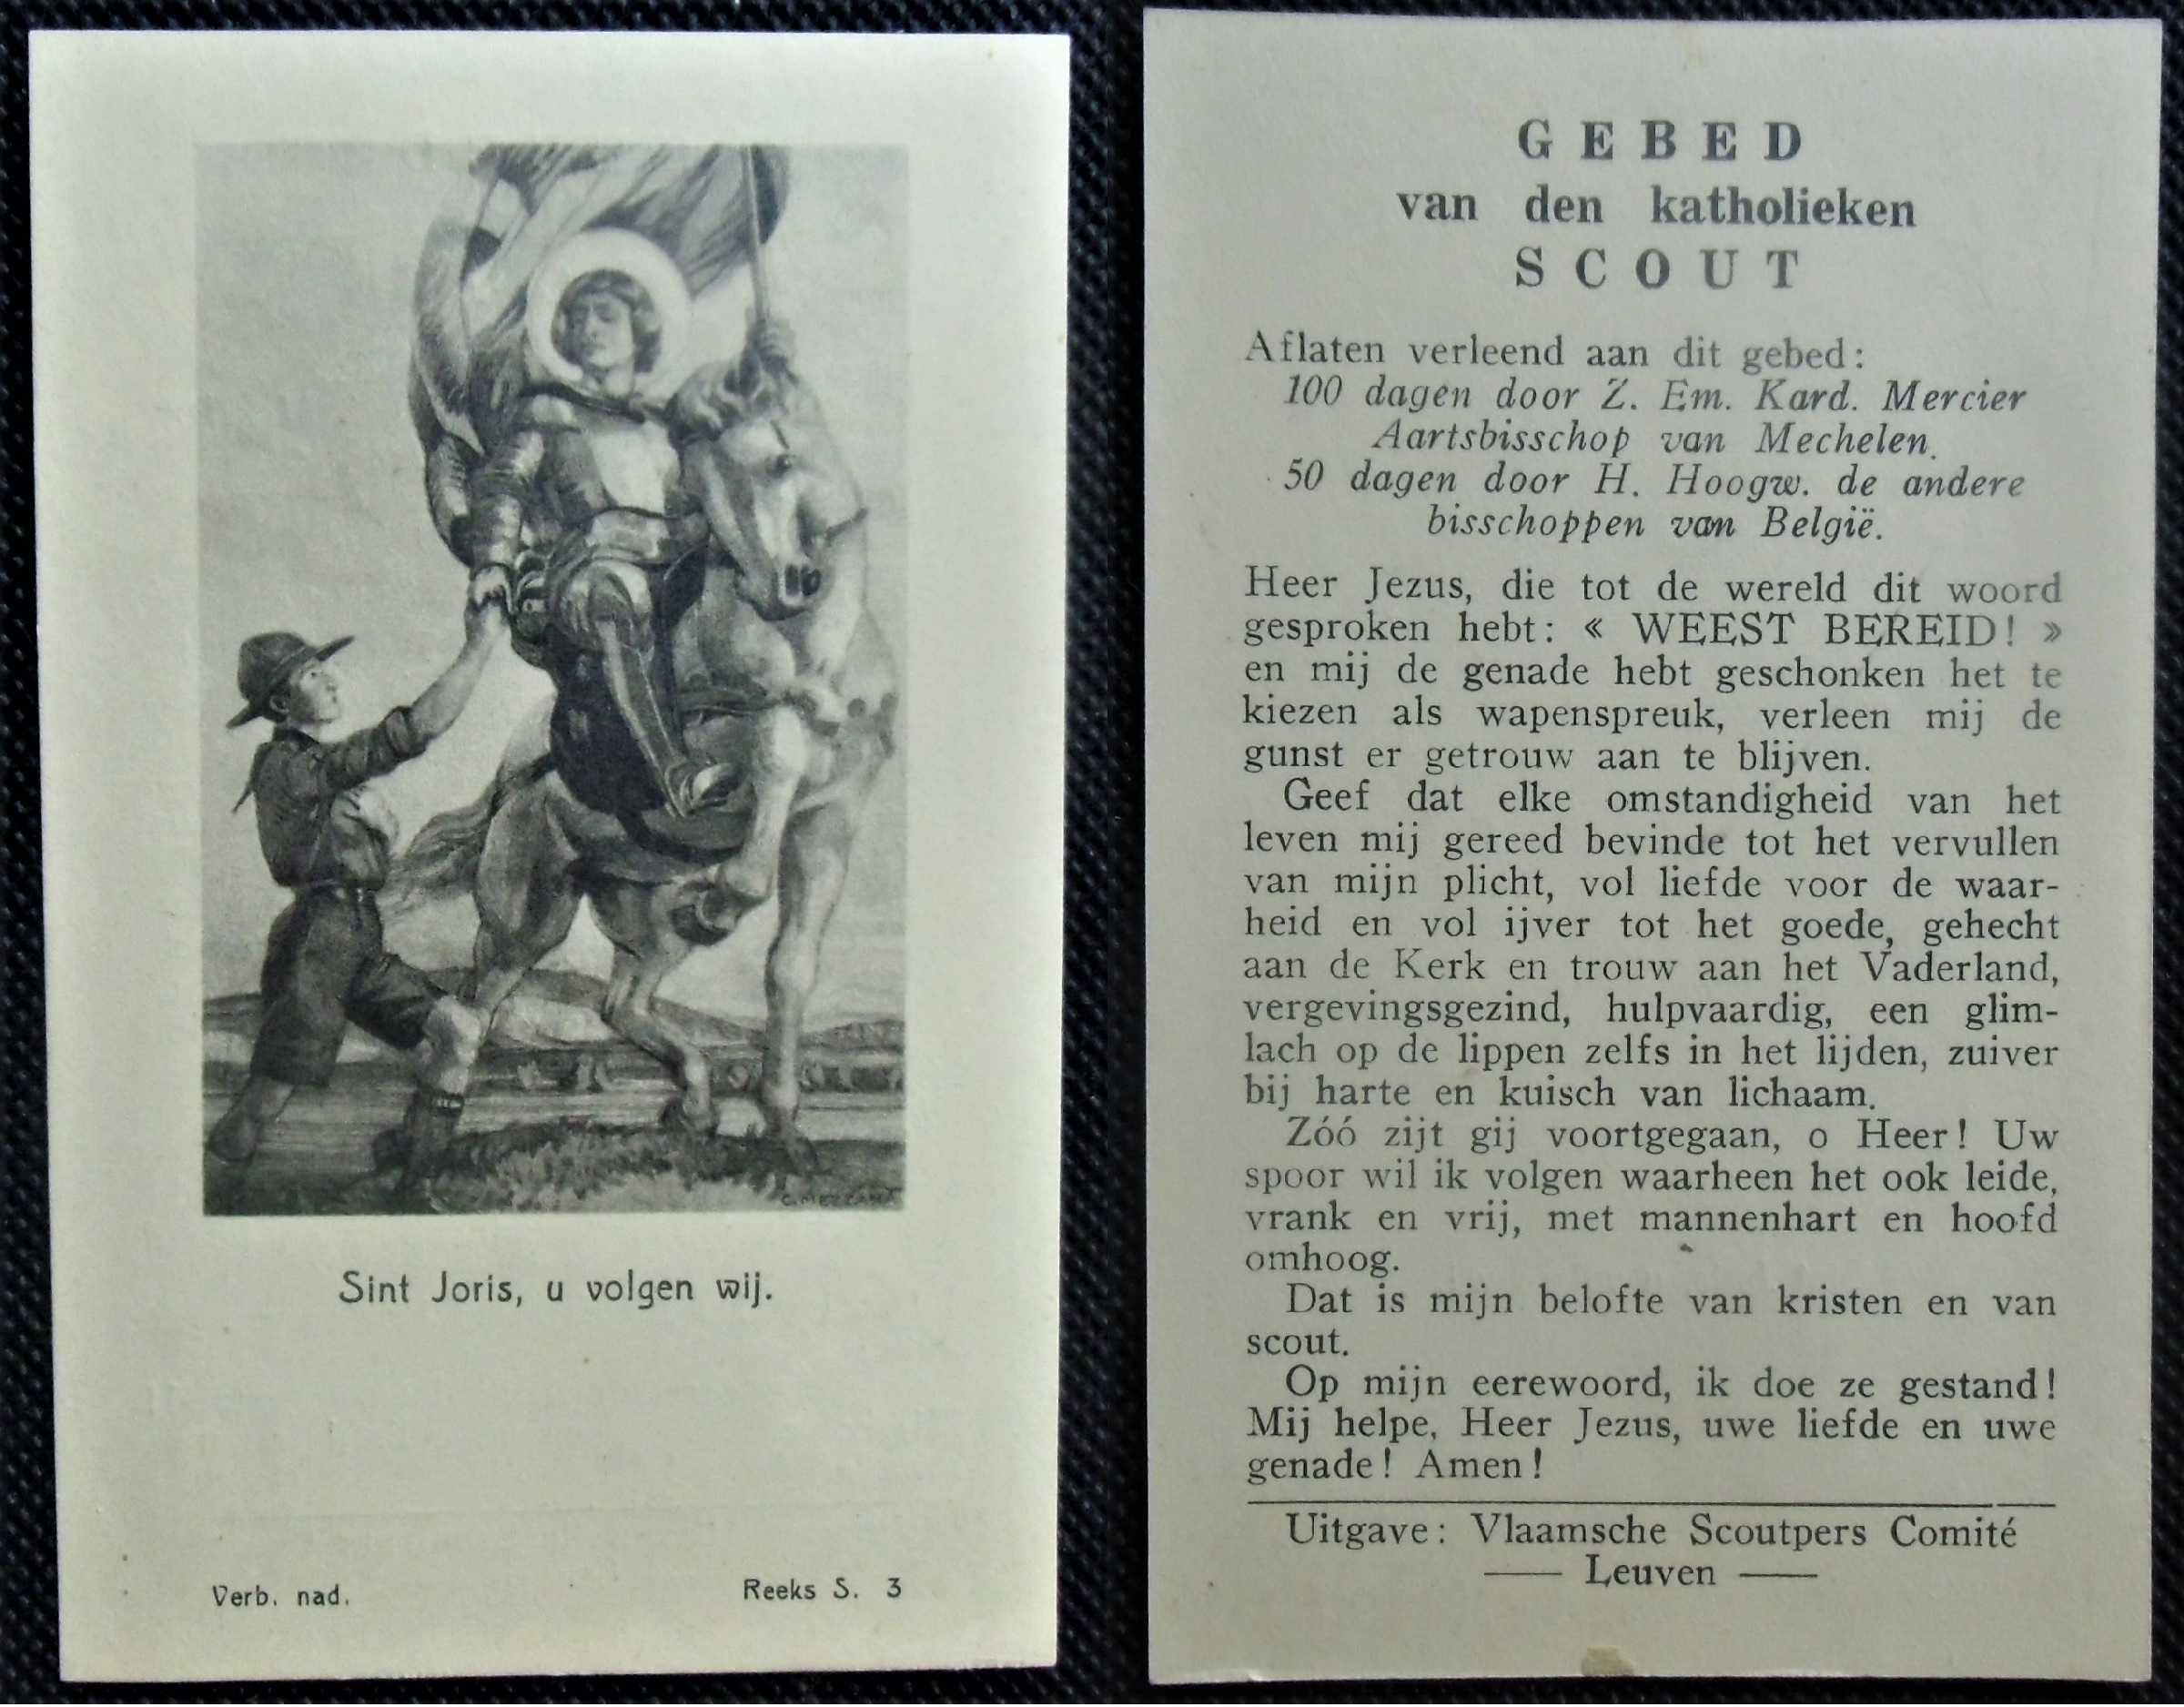 C. MEZZANA
Sint Joris, u volgen wij.
Verb. nad.
Reeks S. 3
GEBED
van den katholieken
SCOUT
Aflaten verleend aan dit gebed:
100 dagen door Z. Em. Kard. Mercier
Aartsbisschop van Mechelen.
50 dagen door H. Hoogw. de andere
bisschoppen van België.
Heer Jezus, die tot de wereld dit woord
gesproken hebt: « WEEST BEREID! »
en mij de genade hebt geschonken het te
kiezen als wapenspreuk, verleen mij de
gunst er getrouw aan te blijven.
Geef dat elke omstandigheid van het
leven mij gereed bevinde tot het vervullen
van mijn plicht, vol liefde voor de waar-
heid en vol ijver tot het goede, gehecht
aan de Kerk en trouw aan het Vaderland,
vergevingsgezind, hulpvaardig, een glim-
lach op de lippen zelfs in het lijden, zuiver
bij harte en kuisch van lichaam.
Zóó zijt gij voortgegaan, o Heer! Uw
spoor wil ik volgen waarheen het ook leide,
vrank en vrij, met mannenhart en hoofd
omhoog.
Dat is mijn belofte van kristen en van
scout.
Op mijn eerewoord, ik doe ze gestand!
Mij helpe, Heer Jezus, uwe liefde en uwe
genade! Amen!
Uitgave: Vlaamsche Scoutpers Comité
— Leuven —